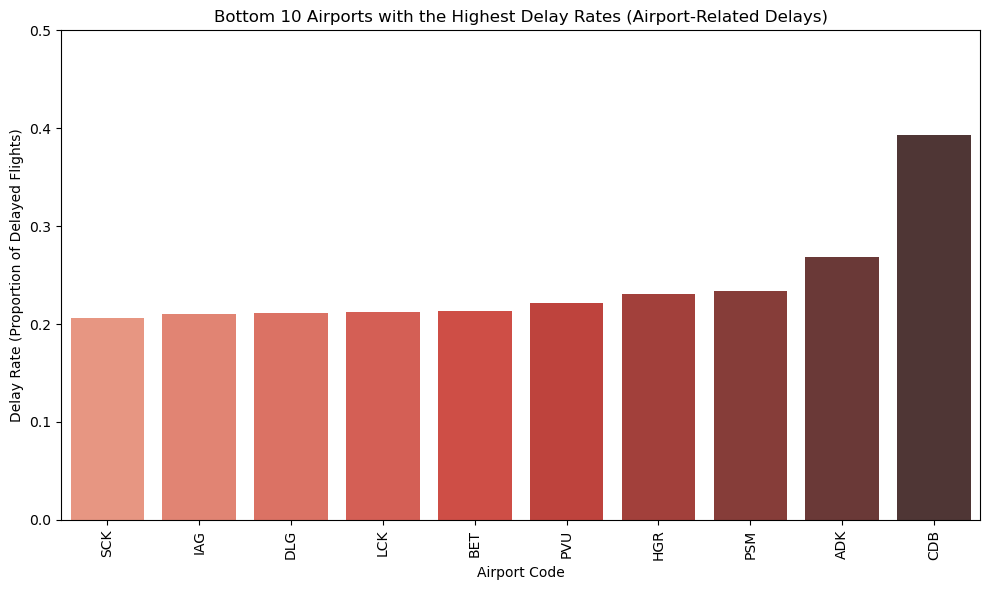 Bottom 10 Airports with the Highest Delay Rates (Airport-Related Delays)
Delay Rate (Proportion of Delayed Flights)
0.5
0.4
0.3
0.2
0.1
0.0
SCK
IAG
DLG
LCK
BET
PVU
HGR
PSM
ADK
CDB
Airport Code